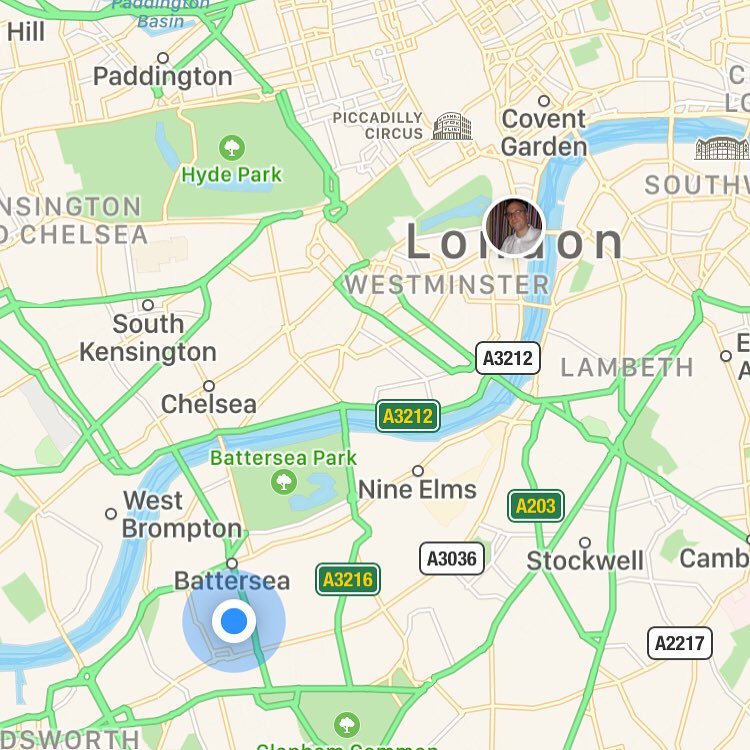 Paddington
Basin
Hill
Paddington
PICCADILLY
CIRCUS
Covent
Garden
Hyde Park
SOUTHW
NSINGTON
D CHELSEA
London
WESTMINSTER
South
Kensington
A3212
LAMBETH
Chelsea
A3212
Battersea Park
Nine Elms
West
Brompton
A203
A3036
Stockwell
Camb
Battersea
A3216
A2217
DSWORTH
Clapham Common